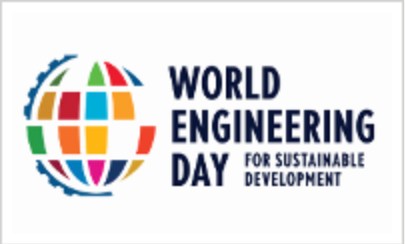 WORLD
ENGINEERING
DAY FOR SUSTAINABLE
DEVELOPMENT